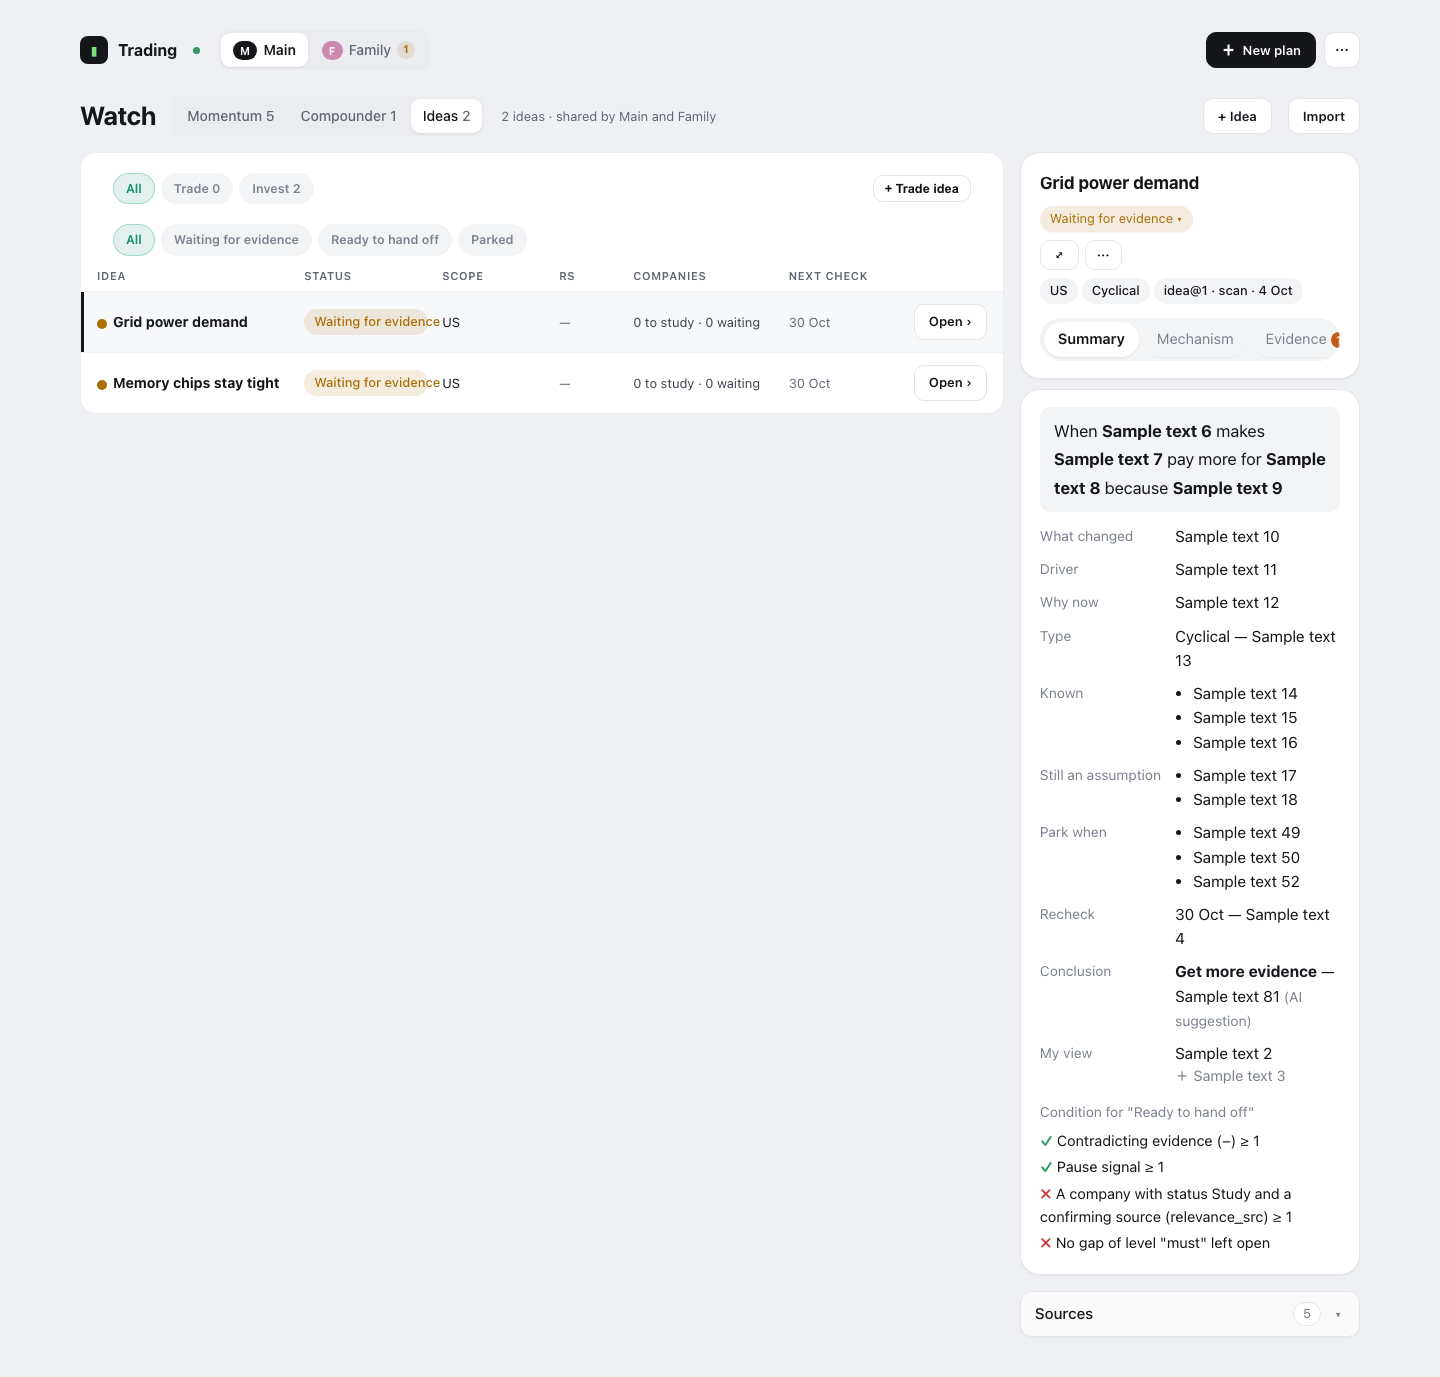 Trading
M Main
F Family 1
+ New plan
···
Watch
Momentum 5
Compounder 1
Ideas 2
2 ideas · shared by Main and Family
+ Idea
Import
All
Trade 0
Invest 2
+ Trade idea
All
Waiting for evidence
Ready to hand off
Parked
IDEA STATUS SCOPE RS COMPANIES NEXT CHECK
Grid power demand Waiting for evidence US — 0 to study · 0 waiting 30 Oct Open ›
Memory chips stay tight Waiting for evidence US — 0 to study · 0 waiting 30 Oct Open ›
Grid power demand
Waiting for evidence ▾
⤢ ···
US Cyclical idea@1 · scan · 4 Oct
Summary Mechanism Evidence
When Sample text 6 makes
Sample text 7 pay more for Sample
text 8 because Sample text 9
What changed Sample text 10
Driver Sample text 11
Why now Sample text 12
Type Cyclical — Sample text
13
Known • Sample text 14
• Sample text 15
• Sample text 16
Still an assumption • Sample text 17
• Sample text 18
Park when • Sample text 49
• Sample text 50
• Sample text 52
Recheck 30 Oct — Sample text
4
Conclusion Get more evidence —
Sample text 81 (AI
suggestion)
My view Sample text 2
+ Sample text 3
Condition for "Ready to hand off"
✓ Contradicting evidence (−) ≥ 1
✓ Pause signal ≥ 1
✕ A company with status Study and a
confirming source (relevance_src) ≥ 1
✕ No gap of level "must" left open
Sources 5 ▾